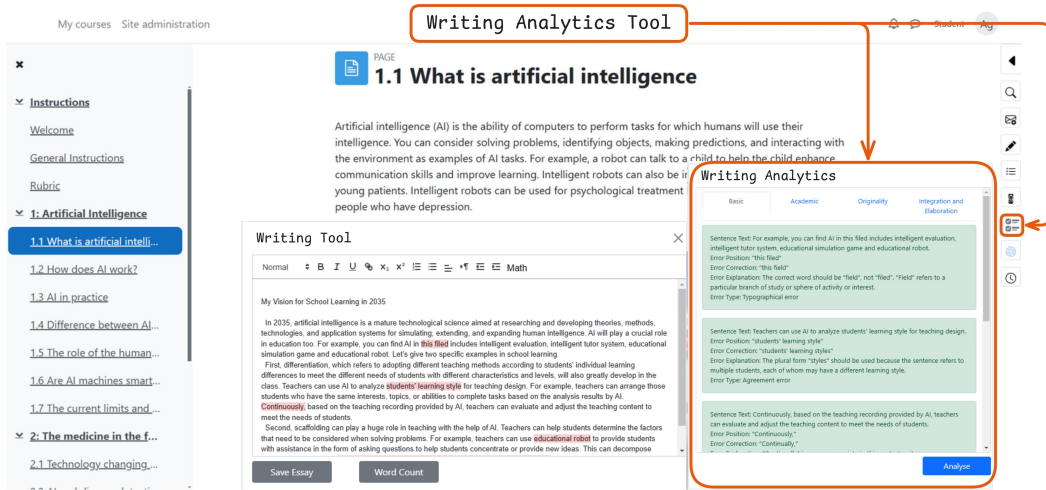 My courses Site administration
Writing Analytics Tool
Student Ag
Instructions
Welcome
General Instructions
Rubric
1: Artificial Intelligence
1.1 What is artificial intelli...
1.2 How does AI work?
1.3 AI in practice
1.4 Difference between AI...
1.5 The role of the human...
1.6 Are AI machines smart...
1.7 The current limits and ...
2: The medicine in the f...
2.1 Technology changing ...
PAGE
1.1 What is artificial intelligence
Artificial intelligence (AI) is the ability of computers to perform tasks for which humans will use their
intelligence. You can consider solving problems, identifying objects, making predictions, and interacting with
the environment as examples of AI tasks. For example, a robot can talk to a child to help the child enhance
communication skills and improve learning. Intelligent robots can also be
young patients. Intelligent robots can be used for psychological treatment
people who have depression.
Writing Tool
Normal B I U X₂ X² Math
My Vision for School Learning in 2035
In 2035, artificial intelligence is a mature technological science aimed at researching and developing theories, methods,
technologies, and application systems for simulating, extending, and expanding human intelligence. AI will play a crucial role
in education too. For example, you can find AI in this filed includes intelligent evaluation, intelligent tutor system, educational
simulation game and educational robot. Let's give two specific examples in school learning.
First, differentiation, which refers to adopting different teaching methods according to students' individual learning
differences to meet the different needs of students with different characteristics and levels, will also greatly develop in the
class. Teachers can use AI to analyze students' learning style for teaching design. For example, teachers can arrange those
students who have the same interests, topics, or abilities to complete tasks based on the analysis results by AI.
Continuously, based on the teaching recording provided by AI, teachers can evaluate and adjust the teaching content to
meet the needs of students.
Second, scaffolding can play a huge role in teaching with the help of AI. Teachers can help students determine the factors
that need to be considered when solving problems. For example, teachers can use educational robot to provide students
with assistance in the form of asking questions to help students concentrate or provide new ideas. This can decompose
Save Essay Word Count
Writing Analytics
Basic Academic Originality Integration and
Elaboration
Sentence Text: For example, you can find AI in this filed includes intelligent evaluation,
intelligent tutor system, educational simulation game and educational robot.
Error Position: "this filed"
Error Correction: "this field"
Error Explanation: The correct word should be "field", not "filed". "Field" refers to a
particular branch of study or sphere of activity or interest.
Error Type: Typographical error
Sentence Text: Teachers can use AI to analyze students' learning style for teaching design.
Error Position: "students' learning style"
Error Correction: "students' learning styles"
Error Explanation: The plural form "styles" should be used because the sentence refers to
multiple students, each of whom may have a different learning style.
Error Type: Agreement error
Sentence Text: Continuously, based on the teaching recording provided by AI, teachers
can evaluate and adjust the teaching content to meet the needs of students.
Error Position: "Continuously,"
Error Correction: "Continually,"
Analyse